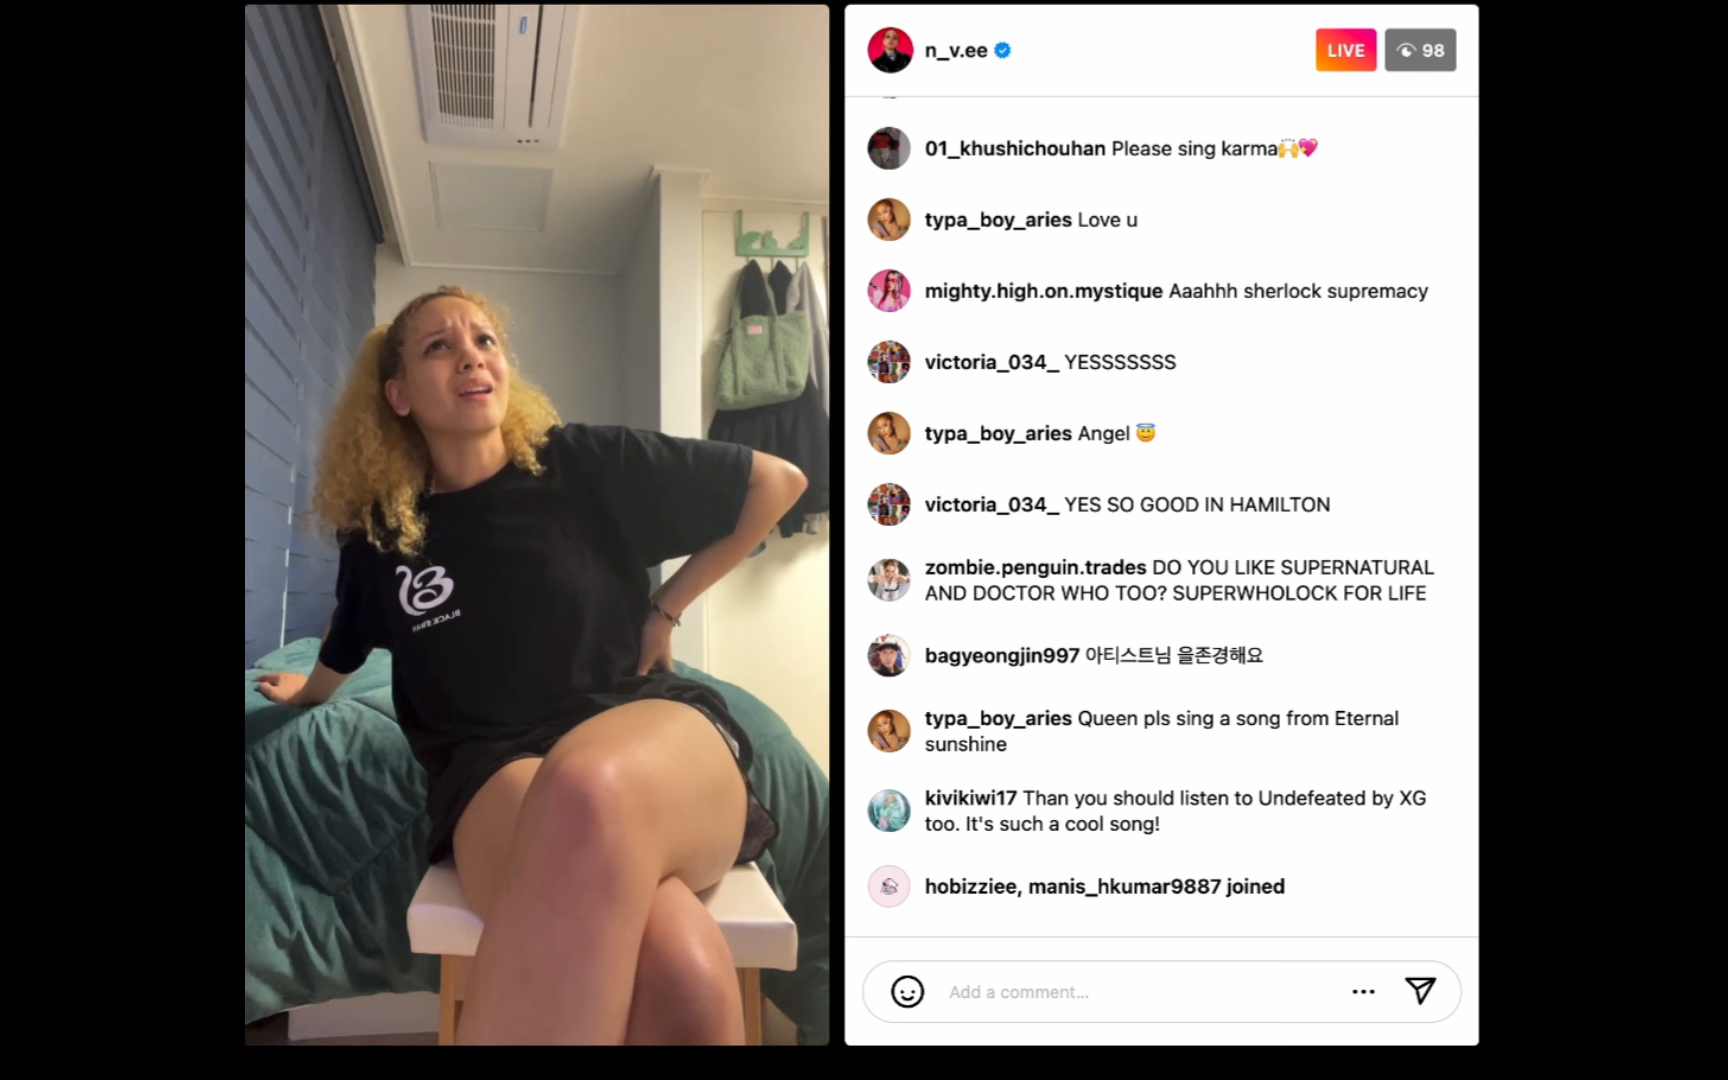 n_v.ee
LIVE
98
01_khushichouhan Please sing karma🙌💖
typa_boy_aries Love u
mighty.high.on.mystique Aaahhh sherlock supremacy
victoria_034_ YESSSSSSS
typa_boy_aries Angel 😇
victoria_034_ YES SO GOOD IN HAMILTON
zombie.penguin.trades DO YOU LIKE SUPERNATURAL
AND DOCTOR WHO TOO? SUPERWHOLOCK FOR LIFE
bagyeongjin997 아티스트님 을존경해요
typa_boy_aries Queen pls sing a song from Eternal
sunshine
kivikiwi17 Than you should listen to Undefeated by XG
too. It's such a cool song!
hobizziee, manis_hkumar9887 joined
Add a comment...
BLACK SWAN